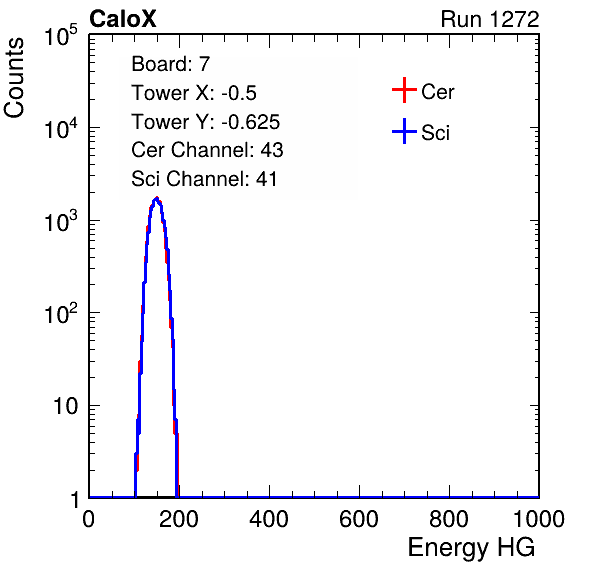 CaloX Run 1272
Counts
10^5
10^4
10^3
10^2
10
1
Board: 7
Tower X: -0.5
Tower Y: -0.625
Cer Channel: 43
Sci Channel: 41
Cer
Sci
0 200 400 600 800 1000
Energy HG